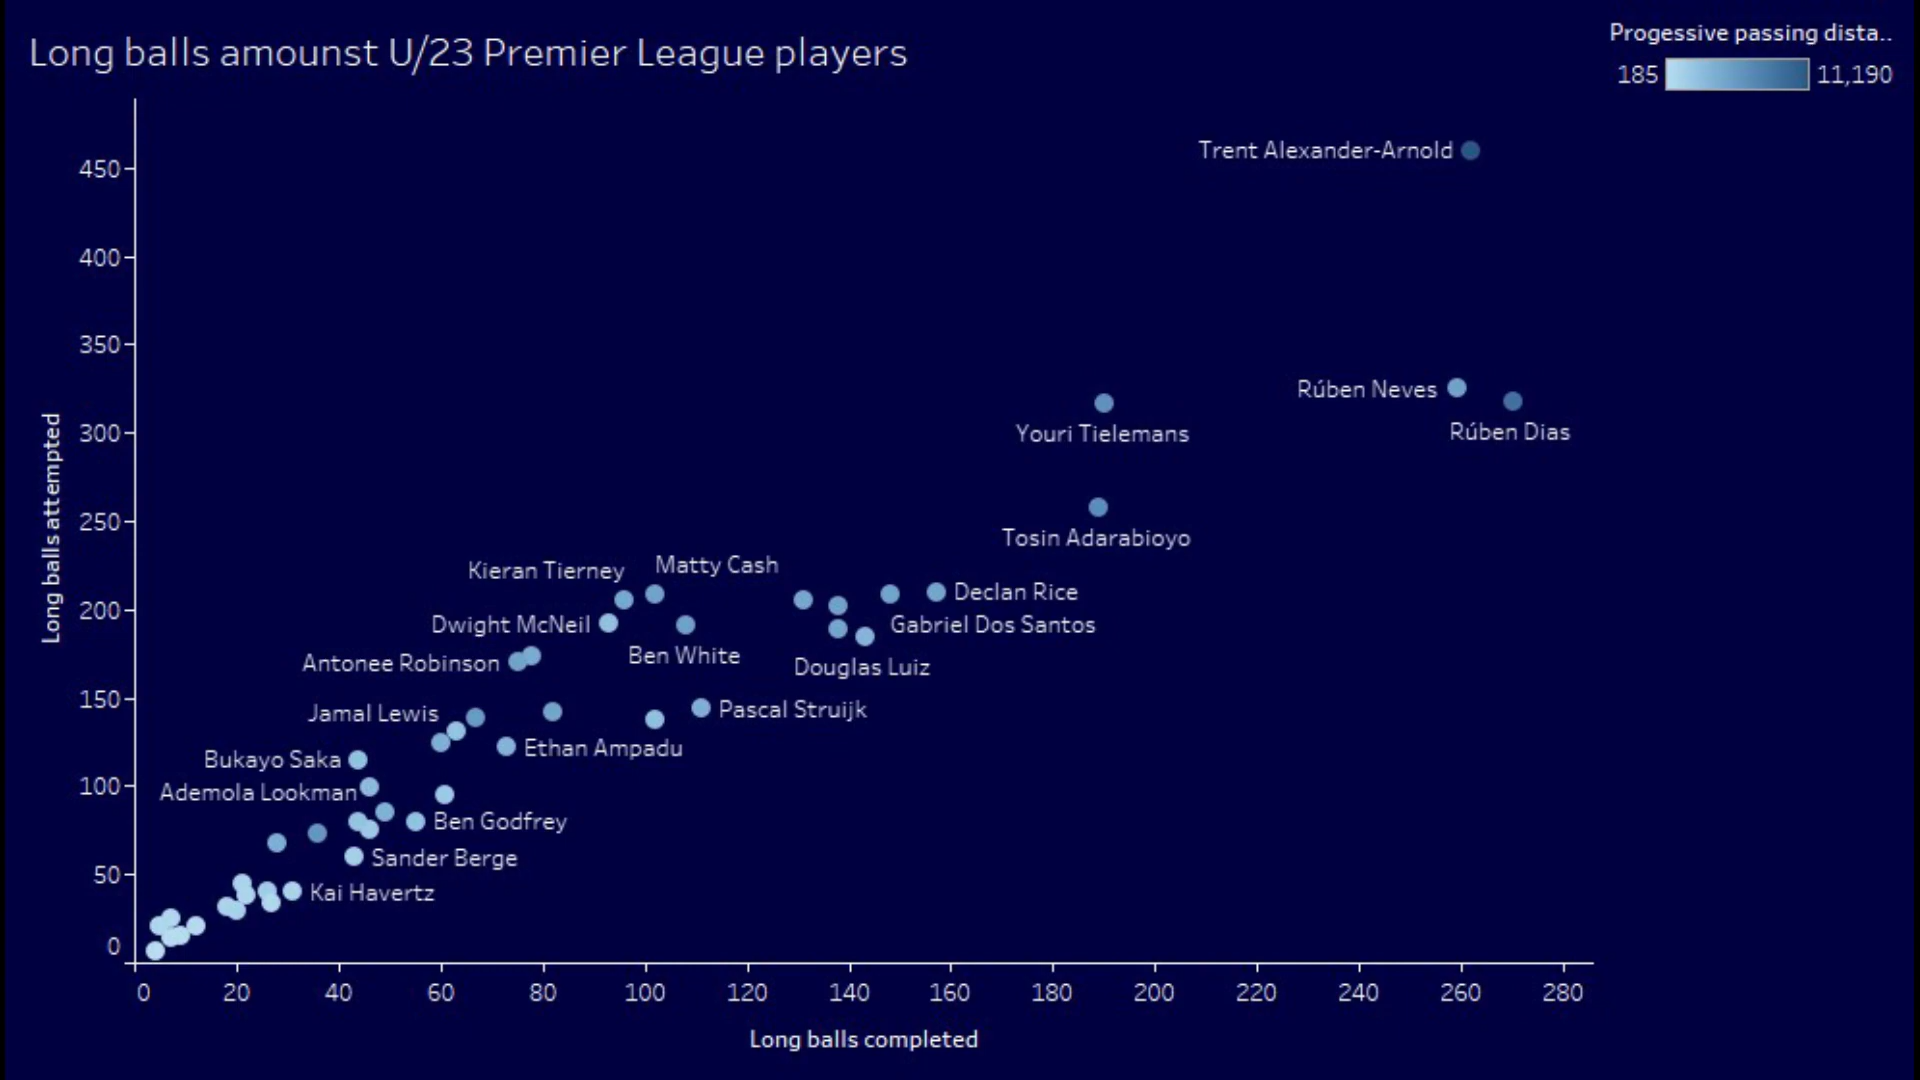 Long balls amounst U/23 Premier League players
Progessive passing dista..
185 11,190
Trent Alexander-Arnold
Rúben Neves
Rúben Dias
Youri Tielemans
Tosin Adarabioyo
Kieran Tierney
Matty Cash
Declan Rice
Dwight McNeil
Gabriel Dos Santos
Ben White
Douglas Luiz
Antonee Robinson
Jamal Lewis
Pascal Struijk
Ethan Ampadu
Bukayo Saka
Ademola Lookman
Ben Godfrey
Sander Berge
Kai Havertz
Long balls attempted
450
400
350
300
250
200
150
100
50
0
0 20 40 60 80 100 120 140 160 180 200 220 240 260 280
Long balls completed